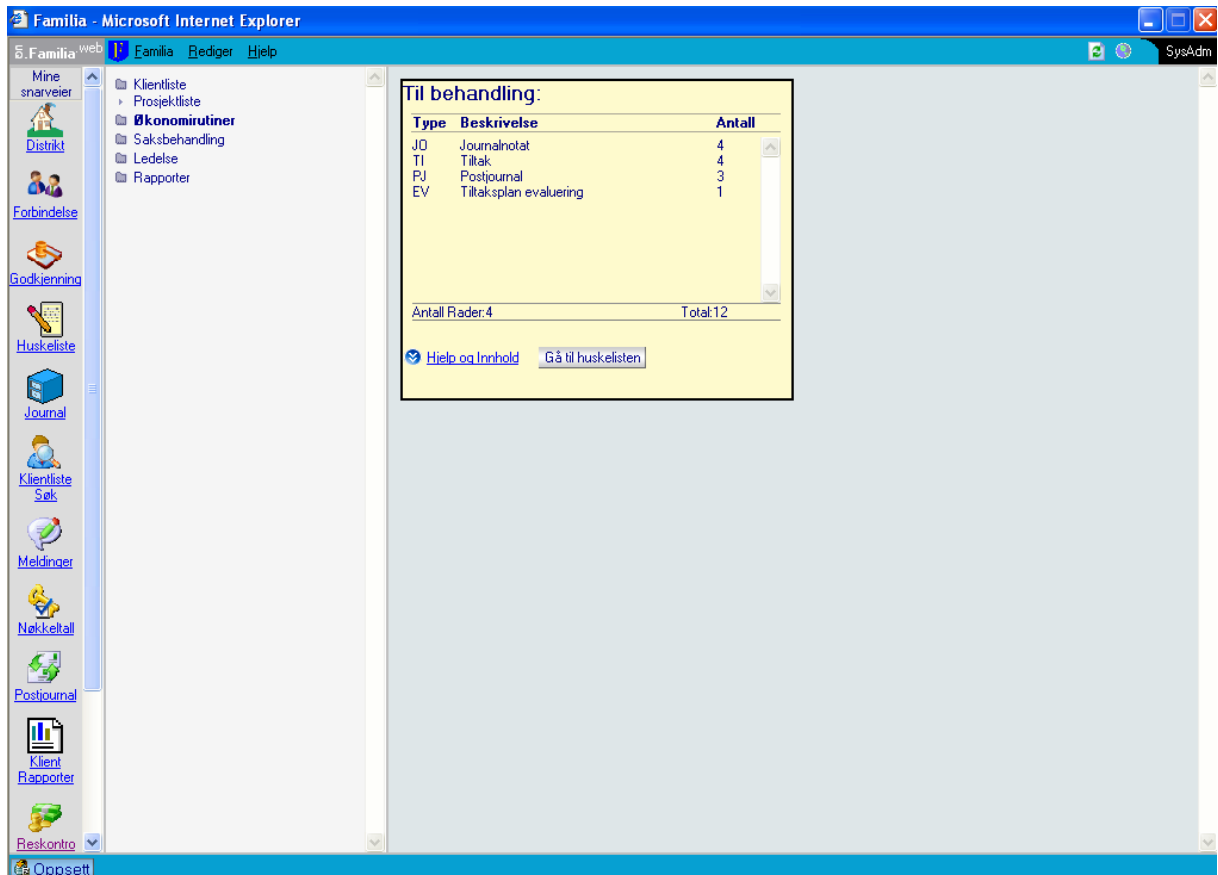 Familia - Microsoft Internet Explorer
5.Familia web Familia Rediger Hjelp SysAdm
Mine
snarveier
Distrikt
Forbindelse
Godkjenning
Huskeliste
Journal
Klientliste
Søk
Meldinger
Nøkkeltall
Postjournal
Klient
Rapporter
Reskontro
Klientliste
Prosjektliste
Økonomirutiner
Saksbehandling
Ledelse
Rapporter
Til behandling:
Type Beskrivelse Antall
JO Journalnotat 4
TI Tiltak 4
PJ Postjournal 3
EV Tiltaksplan evaluering 1
Antall Rader:4 Total:12
Hjelp og Innhold Gå til huskelisten
Oppsett